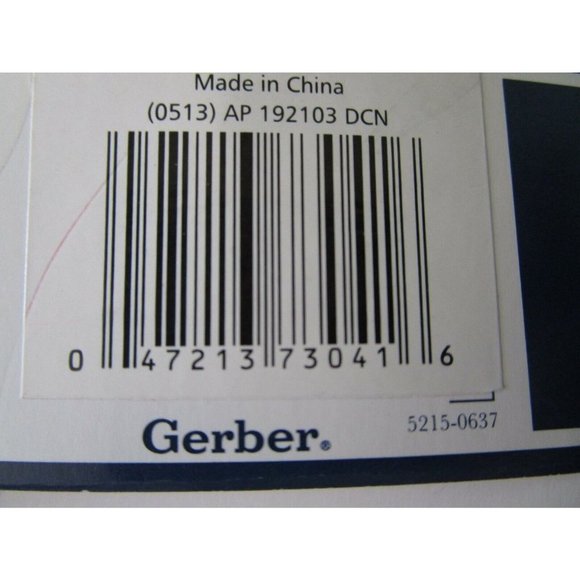 Made in China
(0513) AP 192103 DCN
0 47213 73041 6
5215-0637
Gerber®